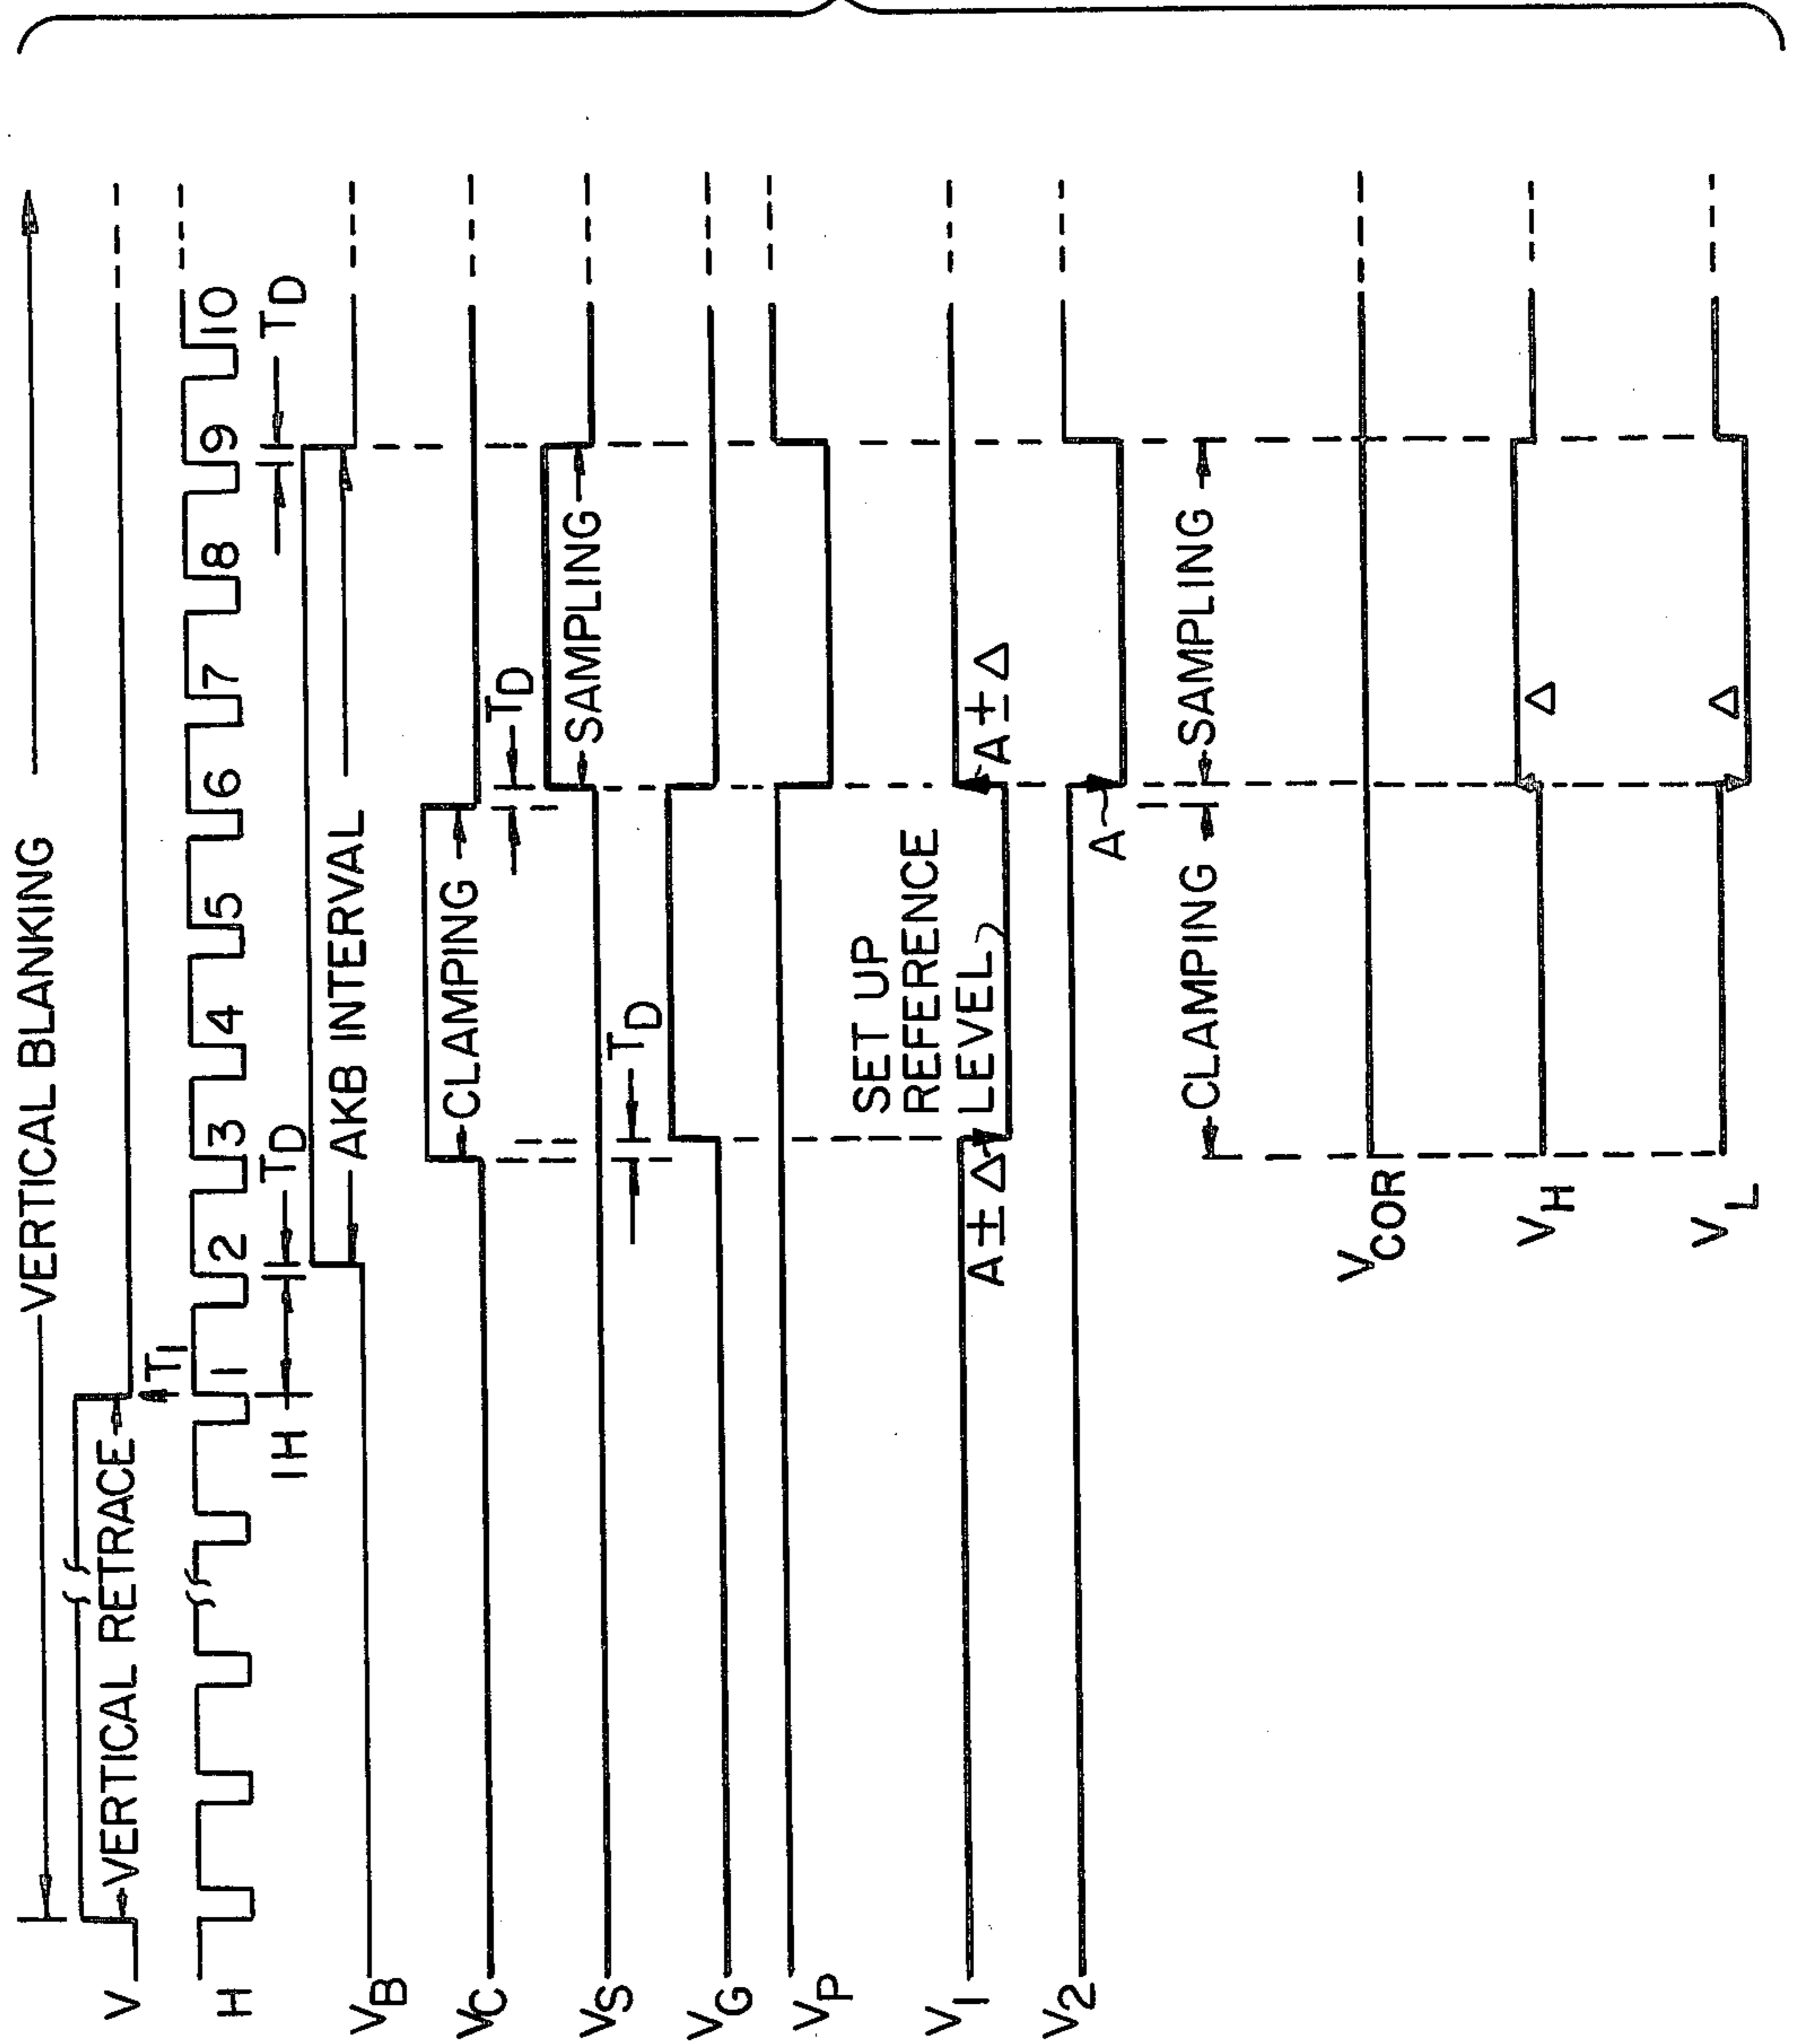 VERTICAL BLANKING
V
VERTICAL RETRACE
T1
H
1 2 3 4 5 6 7 8 9 10
1H
TD
TD
VB
AKB INTERVAL
VC
CLAMPING
TD
VS
SAMPLING
TD
VG
VP
SET UP
REFERENCE
LEVEL
V1
A±Δ
A±Δ
V2
A
CLAMPING
SAMPLING
VCOR
VH
Δ
VL
Δ